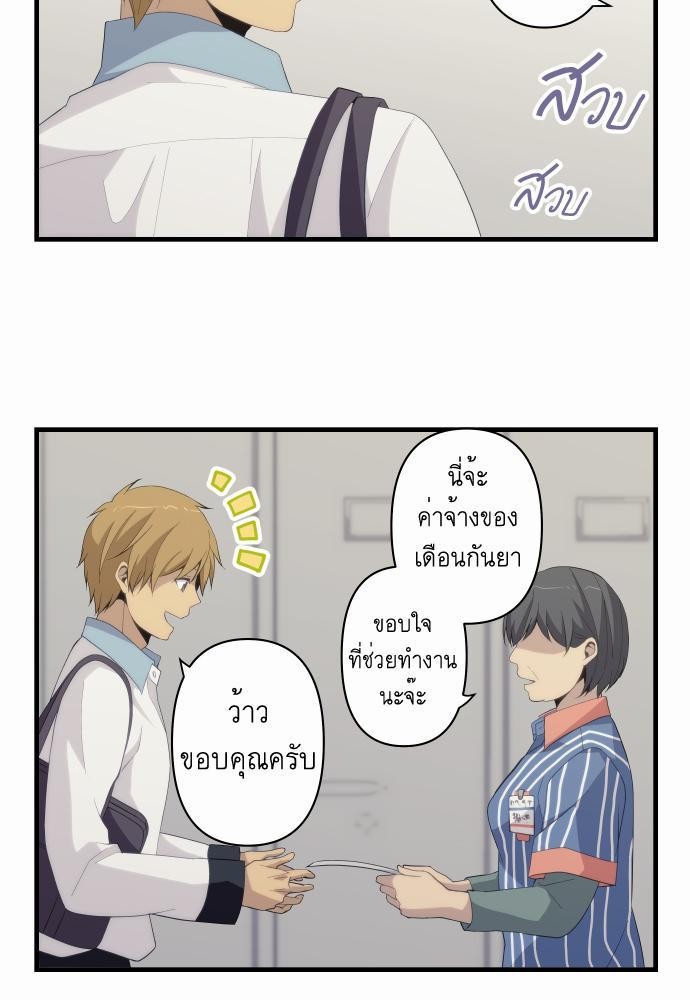 สวบ
สวบ
นี่จ้ะ
ค่าจ้างของ
เดือนกันยา
ขอบใจ
ที่ช่วยทำงาน
นะจ๊ะ
ว้าว
ขอบคุณครับ